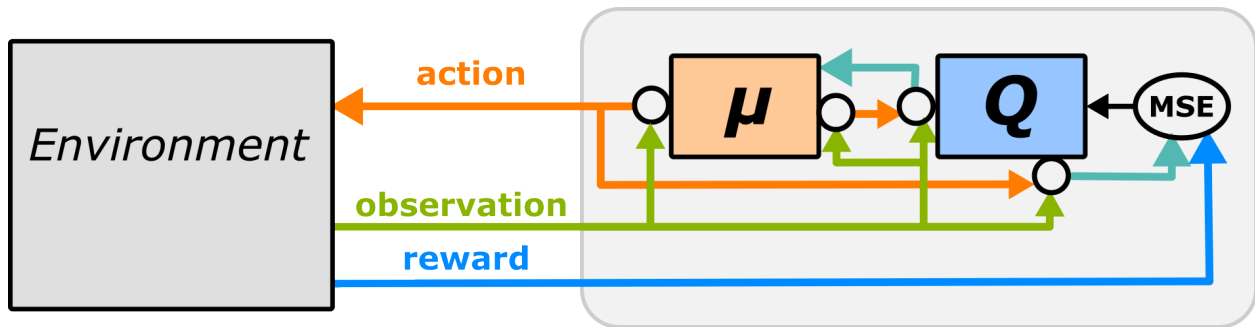 action
μ
Q
MSE
Environment
observation
reward